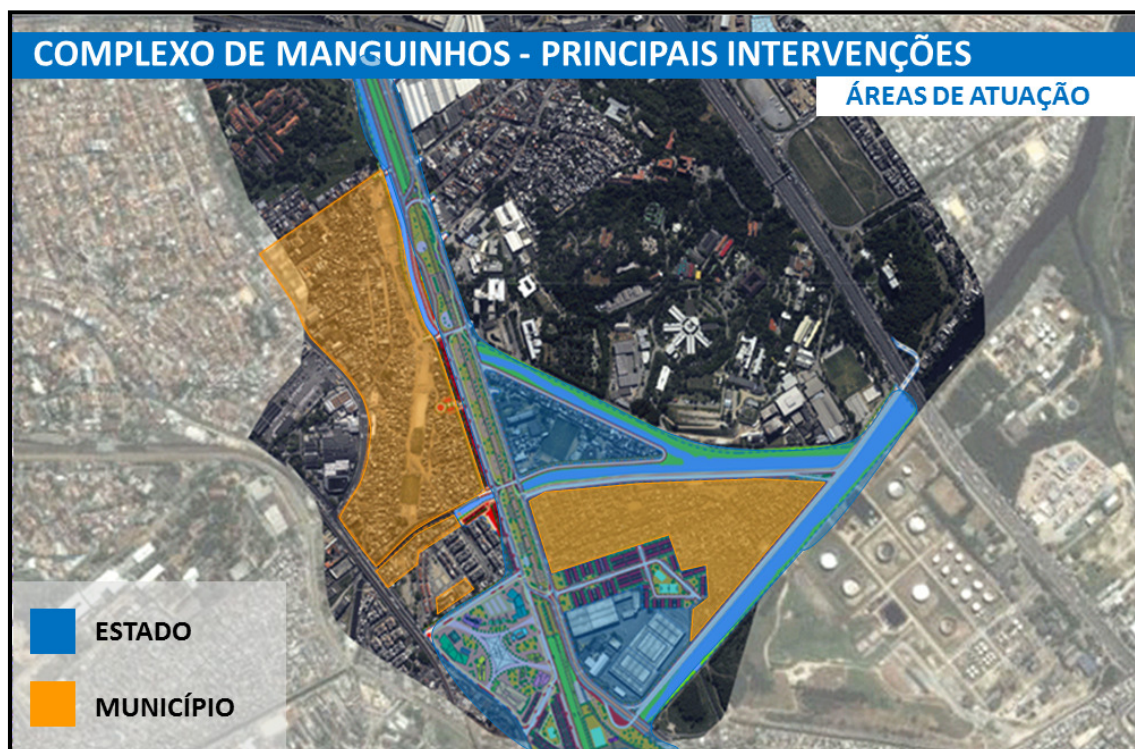 COMPLEXO DE MANGUINHOS - PRINCIPAIS INTERVENÇÕES
ÁREAS DE ATUAÇÃO
ESTADO
MUNICÍPIO